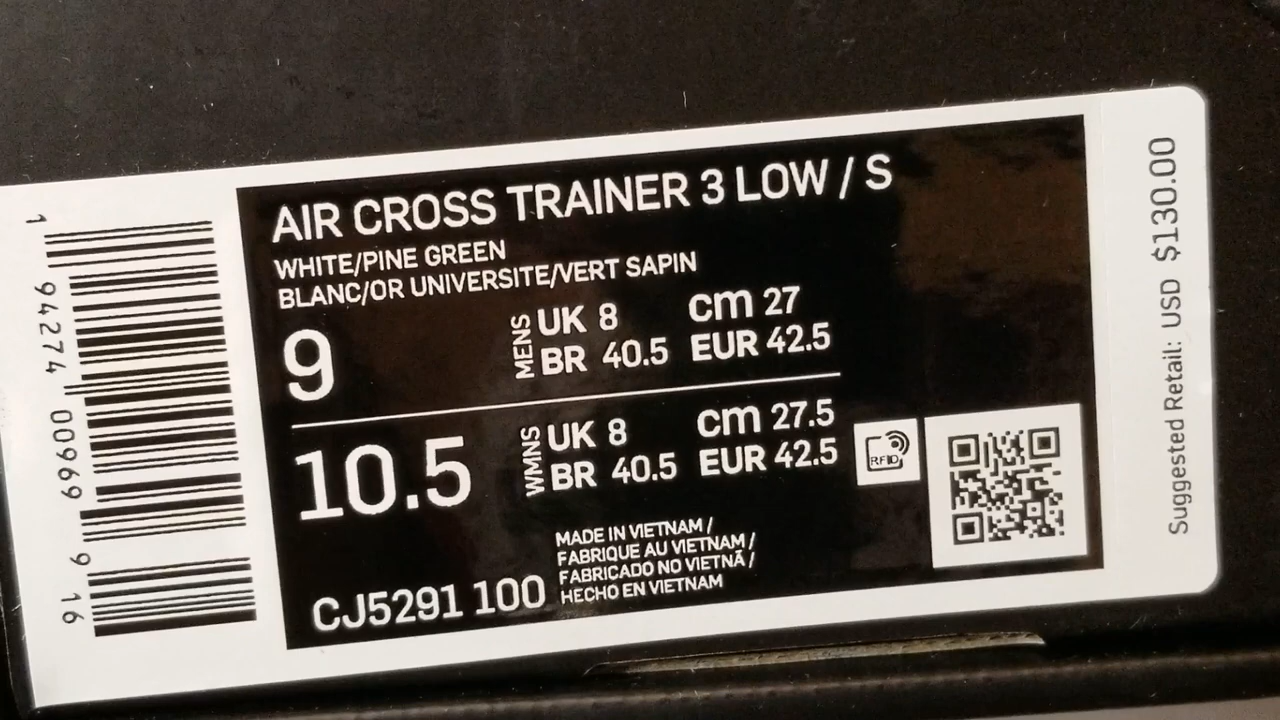 AIR CROSS TRAINER 3 LOW / S
WHITE/PINE GREEN
BLANC/OR UNIVERSITE/VERT SAPIN
9
MENS
UK 8 cm 27
BR 40.5 EUR 42.5
10.5
WMNS
UK 8 cm 27.5
BR 40.5 EUR 42.5
RFID
MADE IN VIETNAM /
FABRIQUE AU VIETNAM /
FABRICADO NO VIETNÃ /
HECHO EN VIETNAM
CJ5291 100
1 94274 00969 9 16
Suggested Retail: USD $130.00